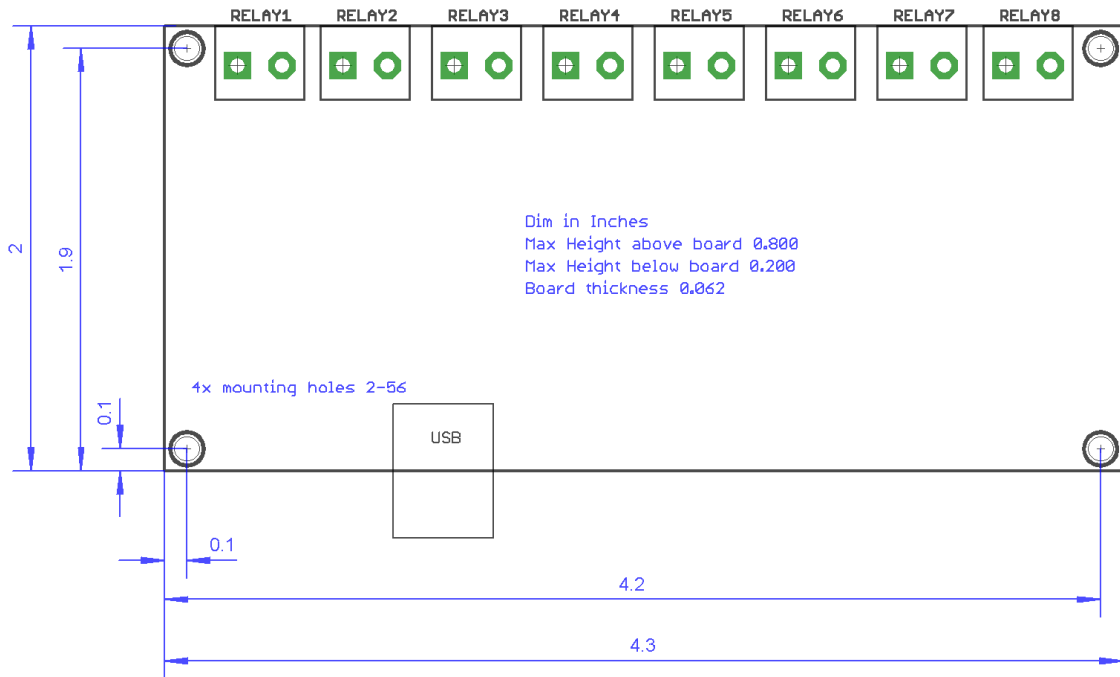 RELAY1 RELAY2 RELAY3 RELAY4 RELAY5 RELAY6 RELAY7 RELAY8
Dim in Inches
Max Height above board 0.800
Max Height below board 0.200
Board thickness 0.062
2
1.9
4x mounting holes 2-56
0.1
USB
0.1
4.2
4.3